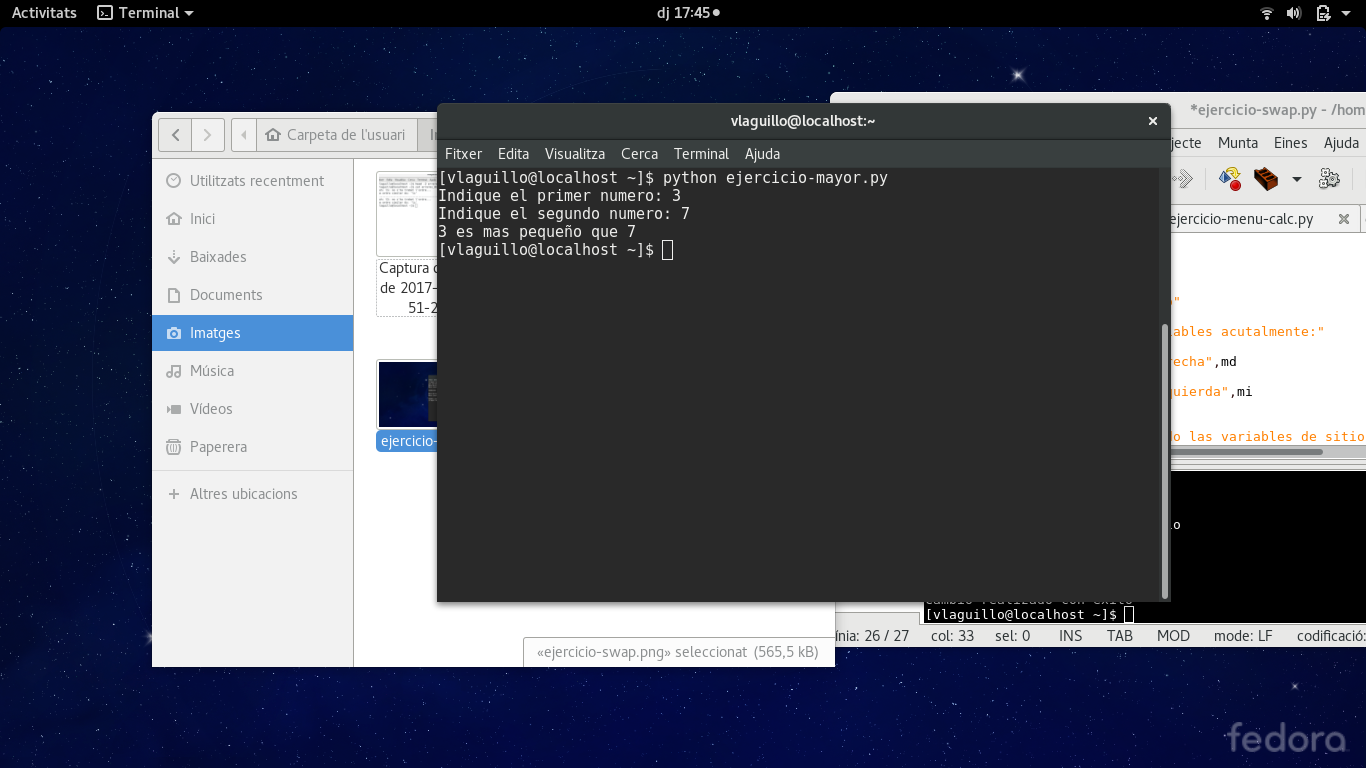 Activitats Terminal dj 17:45
*ejercicio-swap.py - /hom
Carpeta de l'usuari
vlaguillo@localhost:~
Fitxer Edita Visualitza Cerca Terminal Ajuda
Munta Eines Ajuda
[vlaguillo@localhost ~]$ python ejercicio-mayor.py
Indique el primer numero: 3
Indique el segundo numero: 7
3 es mas pequeño que 7
[vlaguillo@localhost ~]$
Utilitzats recentment
Inici
Baixades
Documents
Imatges
Música
Vídeos
Paperera
Altres ubicacions
Captura
de 2017-
51-2
ejercicio-
ejercicio-menu-calc.py
ables acutalmente:"
recha",md
uierda",mi
o las variables de sitio
[vlaguillo@localhost ~]$
ínia: 26 / 27 col: 33 sel: 0 INS TAB MOD mode: LF codificació:
«ejercicio-swap.png» seleccionat (565,5 kB)
fedora